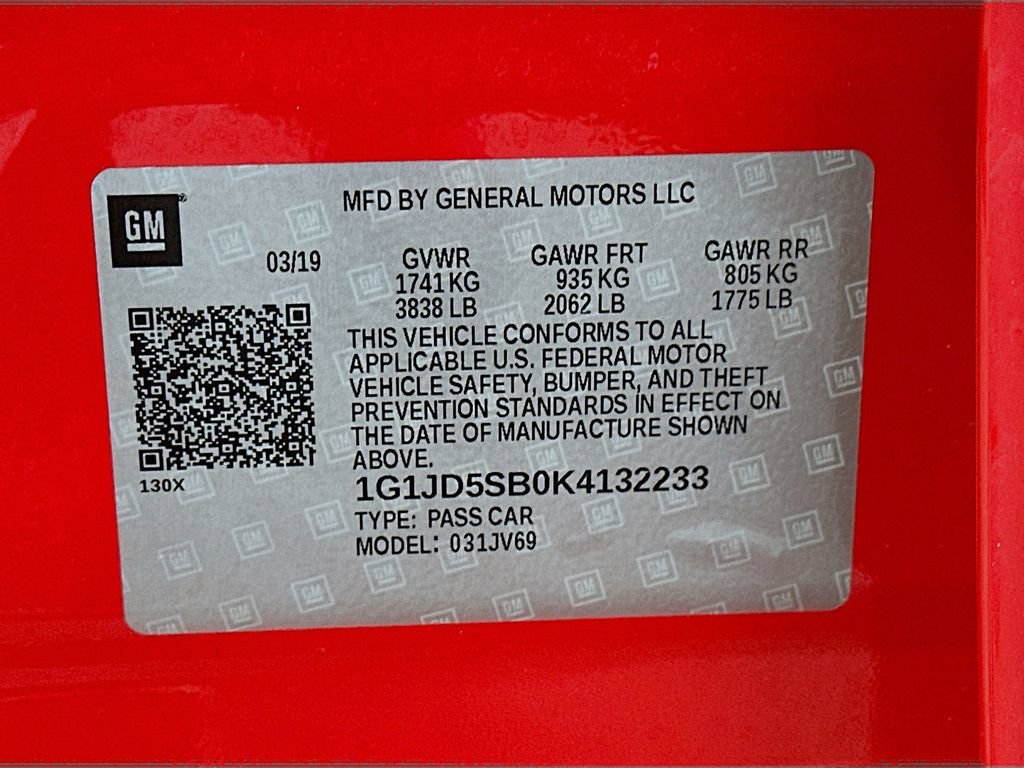 MFD BY GENERAL MOTORS LLC
GM
03/19
GVWR GAWR FRT GAWR RR
1741 KG 935 KG 805 KG
3838 LB 2062 LB 1775 LB
THIS VEHICLE CONFORMS TO ALL
APPLICABLE U.S. FEDERAL MOTOR
VEHICLE SAFETY, BUMPER, AND THEFT
PREVENTION STANDARDS IN EFFECT ON
THE DATE OF MANUFACTURE SHOWN
ABOVE.
130X
1G1JD5SB0K4132233
TYPE: PASS CAR
MODEL: 031JV69